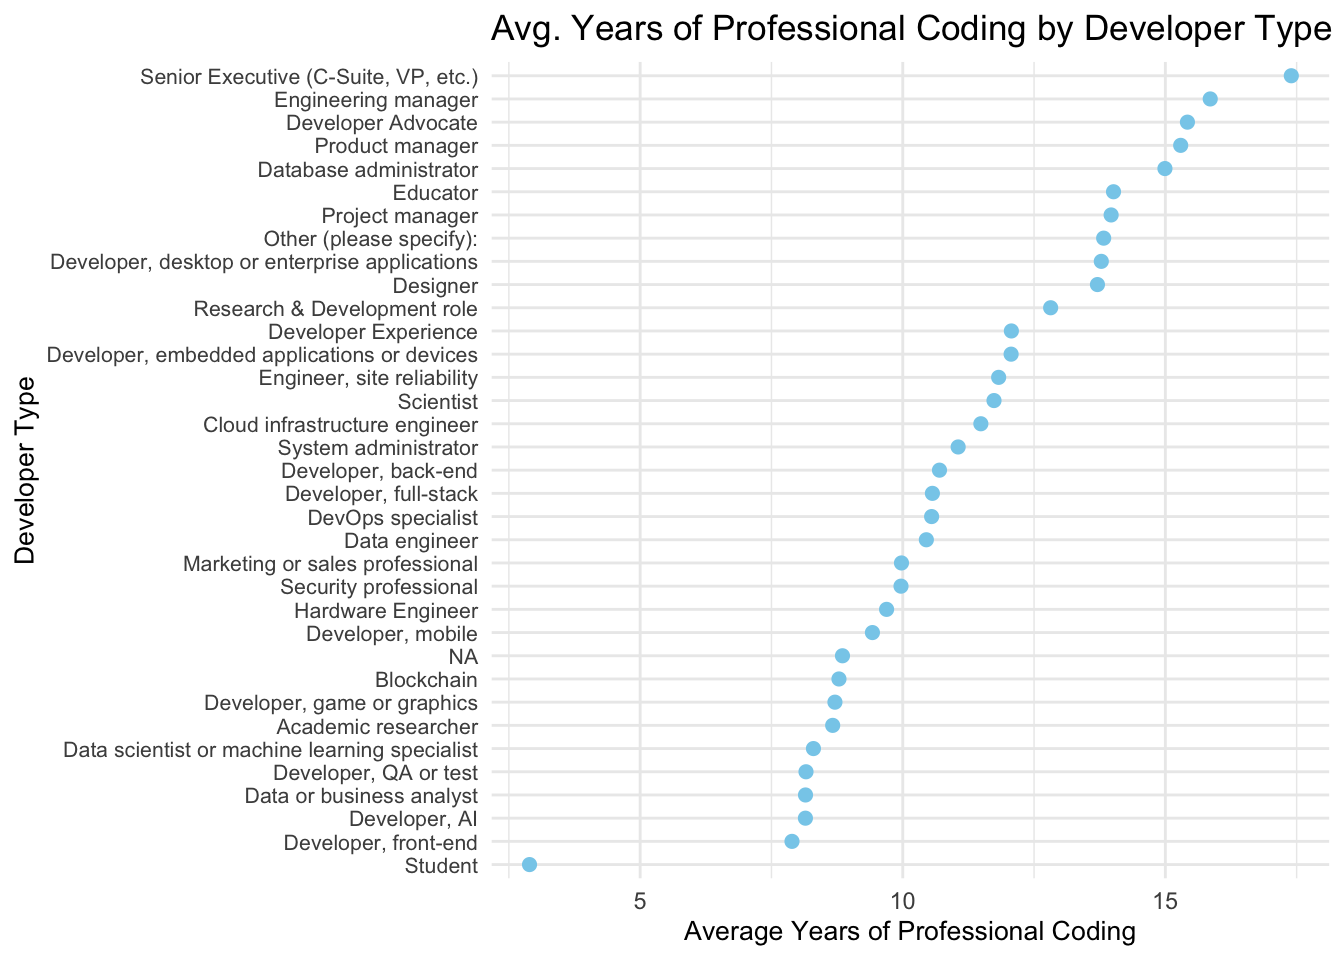 Avg. Years of Professional Coding by Developer Type
Senior Executive (C-Suite, VP, etc.)
Engineering manager
Developer Advocate
Product manager
Database administrator
Educator
Project manager
Other (please specify):
Developer, desktop or enterprise applications
Designer
Research & Development role
Developer Experience
Developer, embedded applications or devices
Engineer, site reliability
Scientist
Cloud infrastructure engineer
System administrator
Developer, back-end
Developer, full-stack
DevOps specialist
Data engineer
Marketing or sales professional
Security professional
Hardware Engineer
Developer, mobile
NA
Blockchain
Developer, game or graphics
Academic researcher
Data scientist or machine learning specialist
Developer, QA or test
Data or business analyst
Developer, AI
Developer, front-end
Student
Developer Type
5 10 15
Average Years of Professional Coding